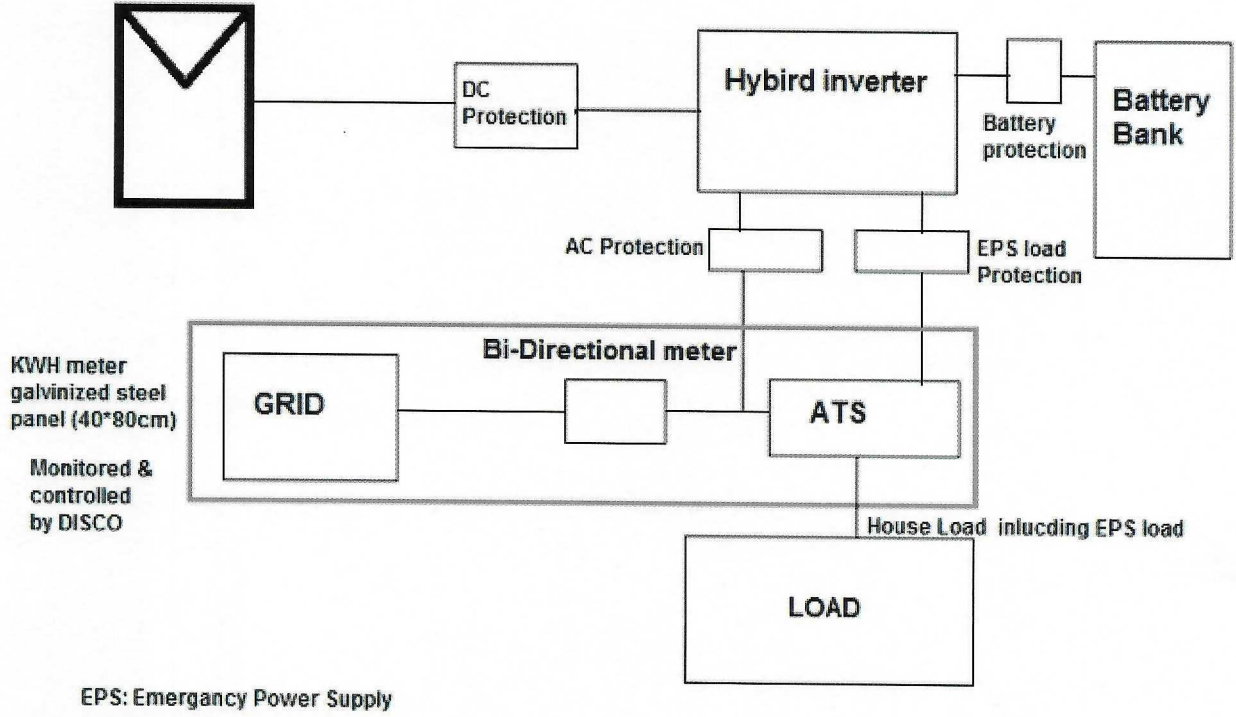 DC
Protection
Hybird inverter
Battery
protection
Battery
Bank
AC Protection
EPS load
Protection
KWH meter
galvinized steel
panel (40*80cm)
Monitored &
controlled
by DISCO
Bi-Directional meter
GRID
ATS
House Load inlucding EPS load
LOAD
EPS: Emergancy Power Supply